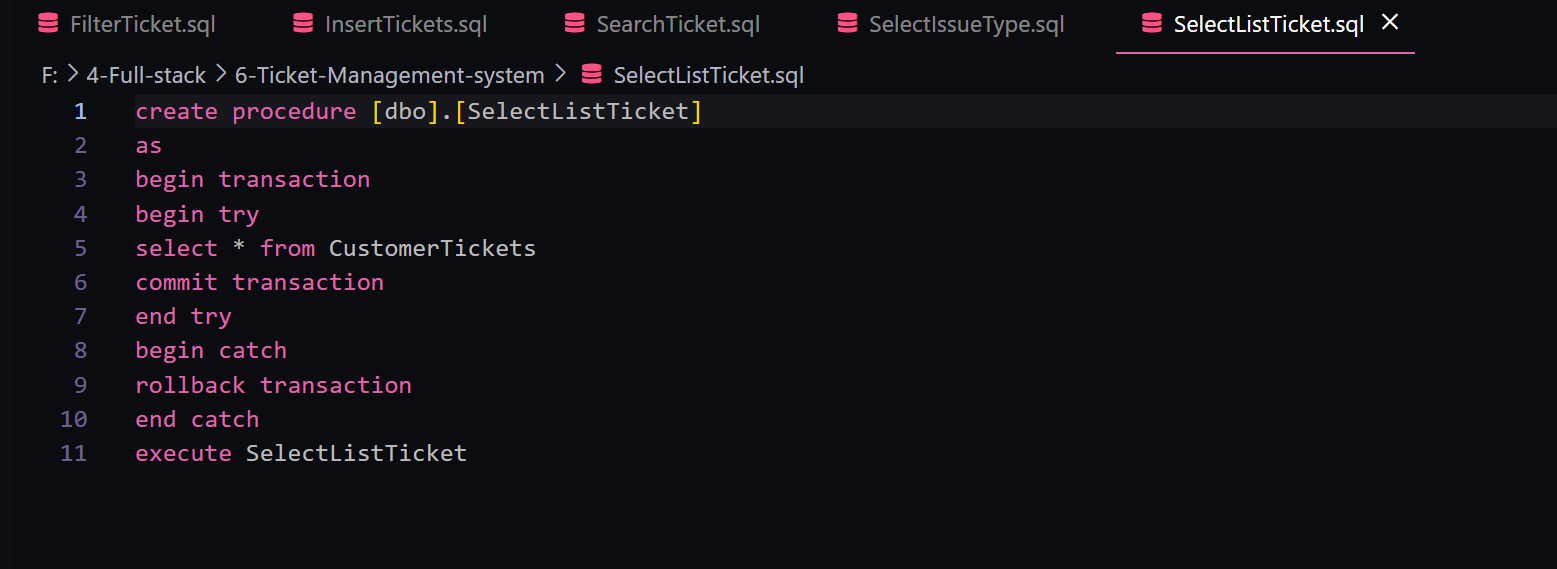 FilterTicket.sql InsertTickets.sql SearchTicket.sql SelectIssueType.sql SelectListTicket.sql
F: > 4-Full-stack > 6-Ticket-Management-system > SelectListTicket.sql
1 create procedure [dbo].[SelectListTicket]
2 as
3 begin transaction
4 begin try
5 select * from CustomerTickets
6 commit transaction
7 end try
8 begin catch
9 rollback transaction
10 end catch
11 execute SelectListTicket